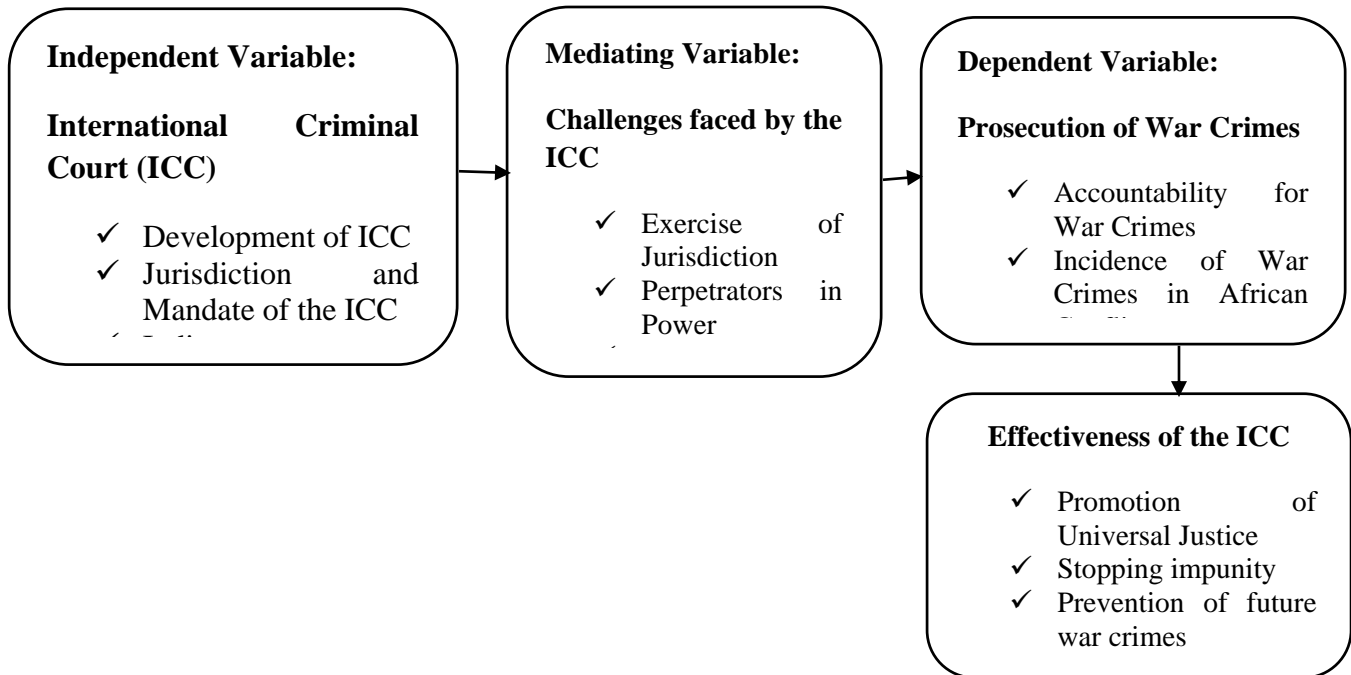 Independent Variable:
International Criminal
Court (ICC)
✓ Development of ICC
✓ Jurisdiction and
Mandate of the ICC
Mediating Variable:
Challenges faced by the
ICC
✓ Exercise of
Jurisdiction
✓ Perpetrators in
Power
Dependent Variable:
Prosecution of War Crimes
✓ Accountability for
War Crimes
✓ Incidence of War
Crimes in African
Effectiveness of the ICC
✓ Promotion of
Universal Justice
✓ Stopping impunity
✓ Prevention of future
war crimes